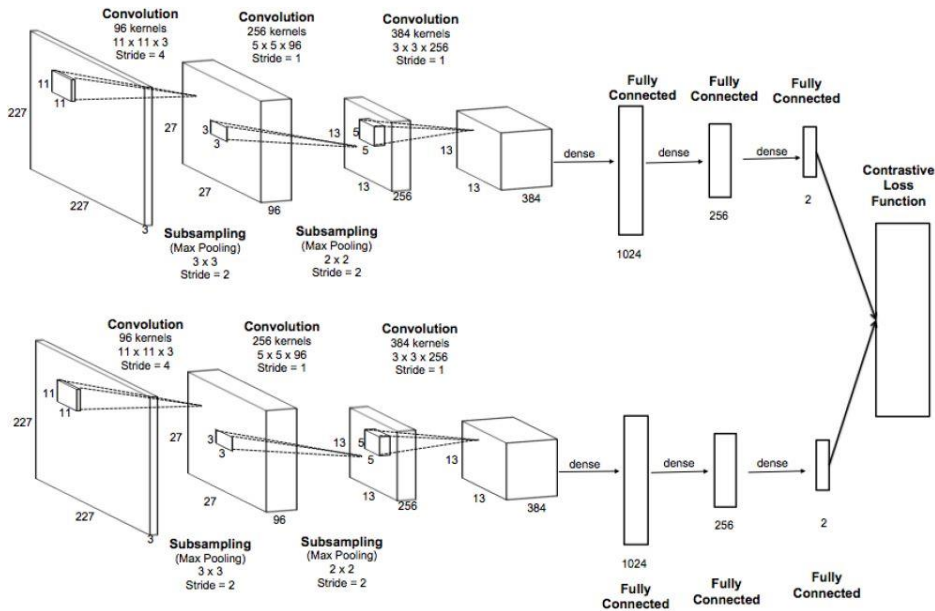 Convolution
96 kernels
11 x 11 x 3
Stride = 4
Convolution
256 kernels
5 x 5 x 96
Stride = 1
Convolution
384 kernels
3 x 3 x 256
Stride = 1
227
11
11
227
3
27
3
3
27
96
13
5
5
13
256
13
13
384
Subsampling
(Max Pooling)
3 x 3
Stride = 2
Subsampling
(Max Pooling)
2 x 2
Stride = 2
dense
Fully
Connected
1024
dense
Fully
Connected
256
dense
Fully
Connected
2
Contrastive
Loss
Function
Convolution
96 kernels
11 x 11 x 3
Stride = 4
Convolution
256 kernels
5 x 5 x 96
Stride = 1
Convolution
384 kernels
3 x 3 x 256
Stride = 1
227
11
11
227
3
27
3
3
27
96
13
5
5
13
256
13
13
384
Subsampling
(Max Pooling)
3 x 3
Stride = 2
Subsampling
(Max Pooling)
2 x 2
Stride = 2
dense
1024
Fully
Connected
dense
256
Fully
Connected
dense
2
Fully
Connected